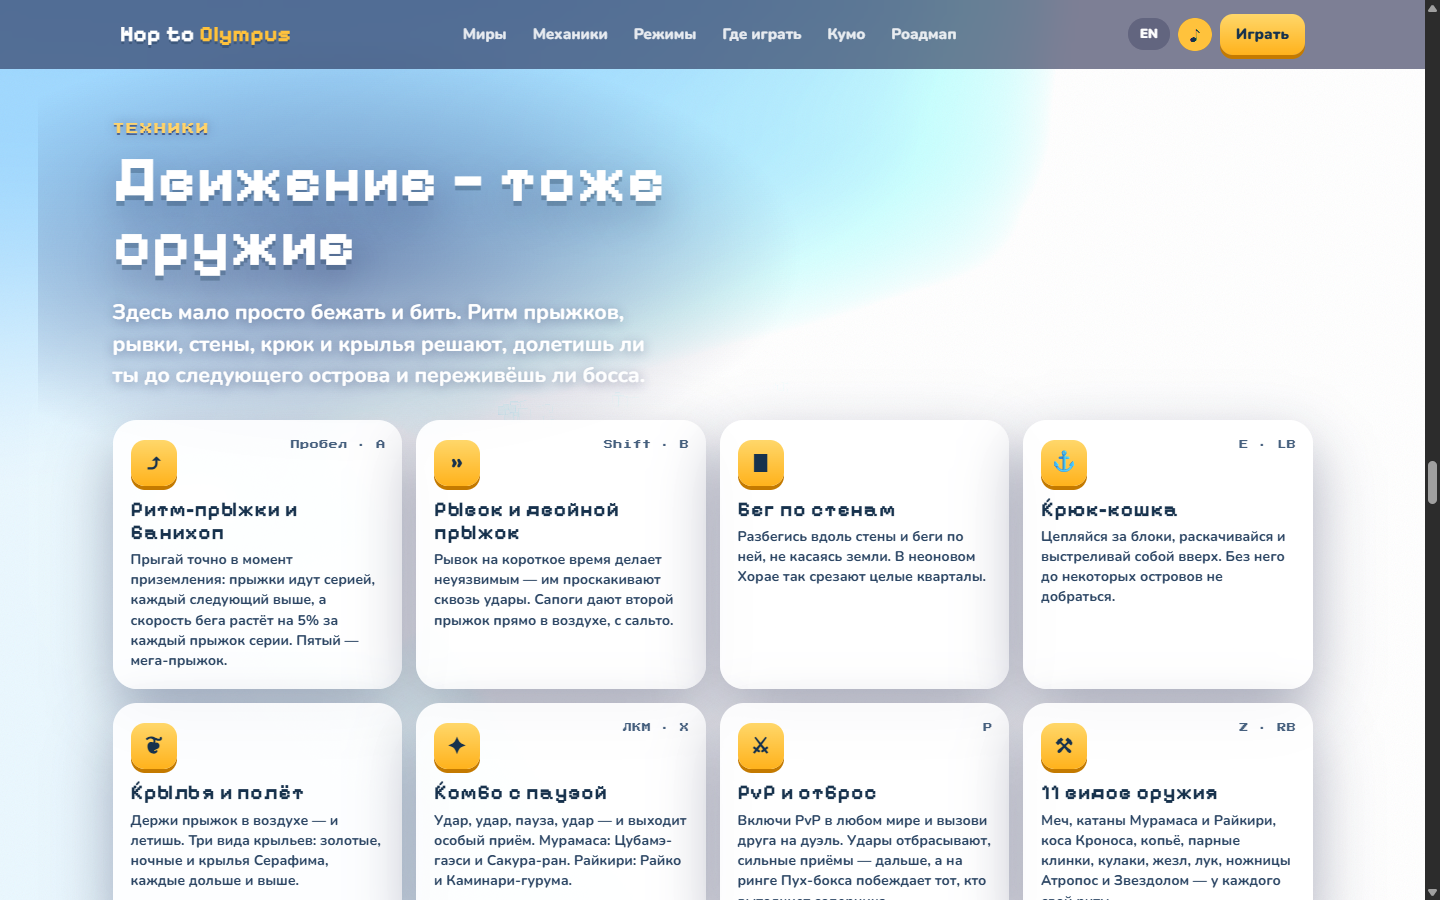 Hop to Olympus
Миры Механики Режимы Где играть Кумо Роадмап
EN
Играть
ТЕХНИКИ
Движение – тоже
оружие
Здесь мало просто бежать и бить. Ритм прыжков,
рывки, стены, крюк и крылья решают, долетишь ли
ты до следующего острова и переживёшь ли босса.
Пробел · A
Ритм-прыжки и
банихоп
Прыгай точно в момент
приземления: прыжки идут серией,
каждый следующий выше, а
скорость бега растёт на 5% за
каждый прыжок серии. Пятый —
мега-прыжок.
Shift · B
Рывок и двойной
прыжок
Рывок на короткое время делает
неуязвимым — им проскакивают
сквозь удары. Сапоги дают второй
прыжок прямо в воздухе, с сальто.
Бег по стенам
Разбегись вдоль стены и беги по
ней, не касаясь земли. В неоновом
Хорае так срезают целые кварталы.
E · LB
Крюк-кошка
Цепляйся за блоки, раскачивайся и
выстреливай собой вверх. Без него
до некоторых островов не
добраться.
Крылья и полёт
Держи прыжок в воздухе — и
летишь. Три вида крыльев: золотые,
ночные и крылья Серафима,
каждые дольше и выше.
ЛКМ · X
Комбо с паузой
Удар, удар, пауза, удар — и выходит
особый приём. Мурамаса: Цубамэ-
гаэси и Сакура-ран. Райкири: Райко
и Каминари-гурума.
P
PvP и отброс
Включи PvP в любом мире и вызови
друга на дуэль. Удары отбрасывают,
сильные приёмы — дальше, а на
ринге Пух-бокса побеждает тот, кто
Z · RB
11 видов оружия
Меч, катаны Мурамаса и Райкири,
коса Кроноса, копьё, парные
клинки, кулаки, жезл, лук, ножницы
Атропос и Звездолом — у каждого